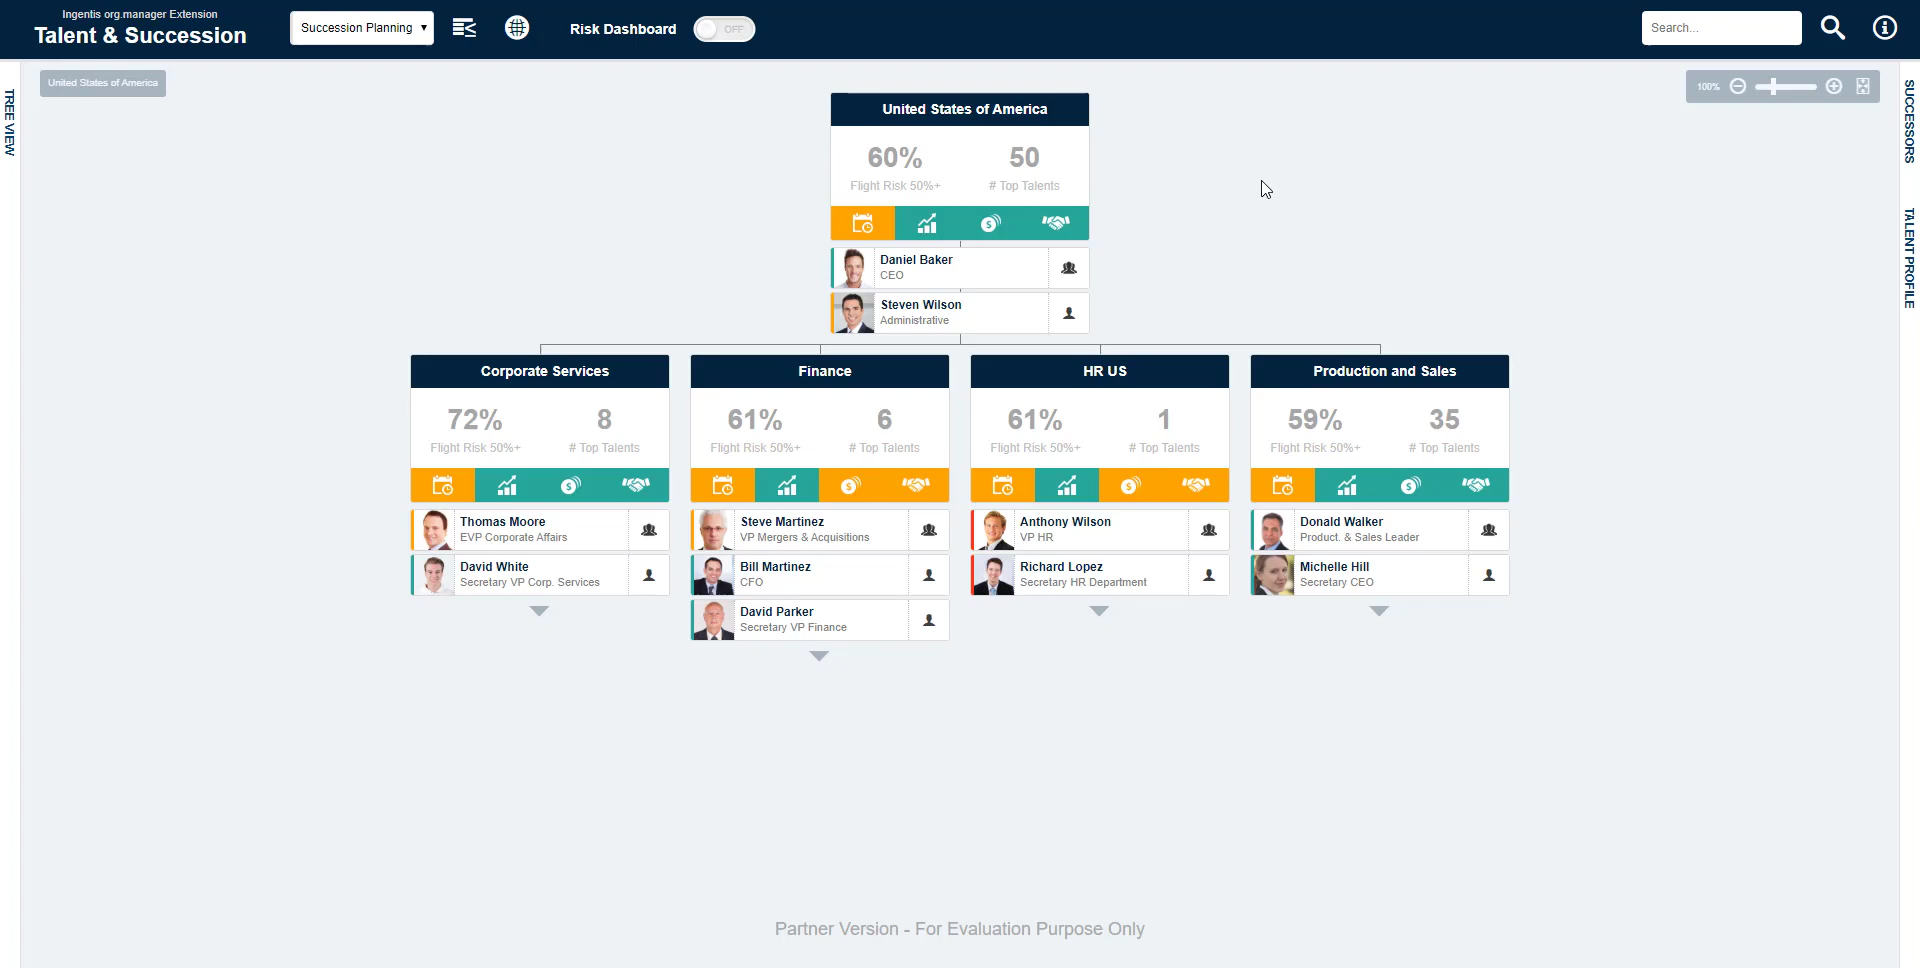 Ingentis org.manager Extension
Talent & Succession
Succession Planning
Risk Dashboard
OFF
Search...
TREE VIEW
United States of America
100%
SUCCESSORS
TALENT PROFILE
United States of America
60% 50
Flight Risk 50%+ # Top Talents
Daniel Baker
CEO
Steven Wilson
Administrative
Corporate Services
72% 8
Flight Risk 50%+ # Top Talents
Thomas Moore
EVP Corporate Affairs
David White
Secretary VP Corp. Services
Finance
61% 6
Flight Risk 50%+ # Top Talents
Steve Martinez
VP Mergers & Acquisitions
Bill Martinez
CFO
David Parker
Secretary VP Finance
HR US
61% 1
Flight Risk 50%+ # Top Talents
Anthony Wilson
VP HR
Richard Lopez
Secretary HR Department
Production and Sales
59% 35
Flight Risk 50%+ # Top Talents
Donald Walker
Product. & Sales Leader
Michelle Hill
Secretary CEO
Partner Version - For Evaluation Purpose Only